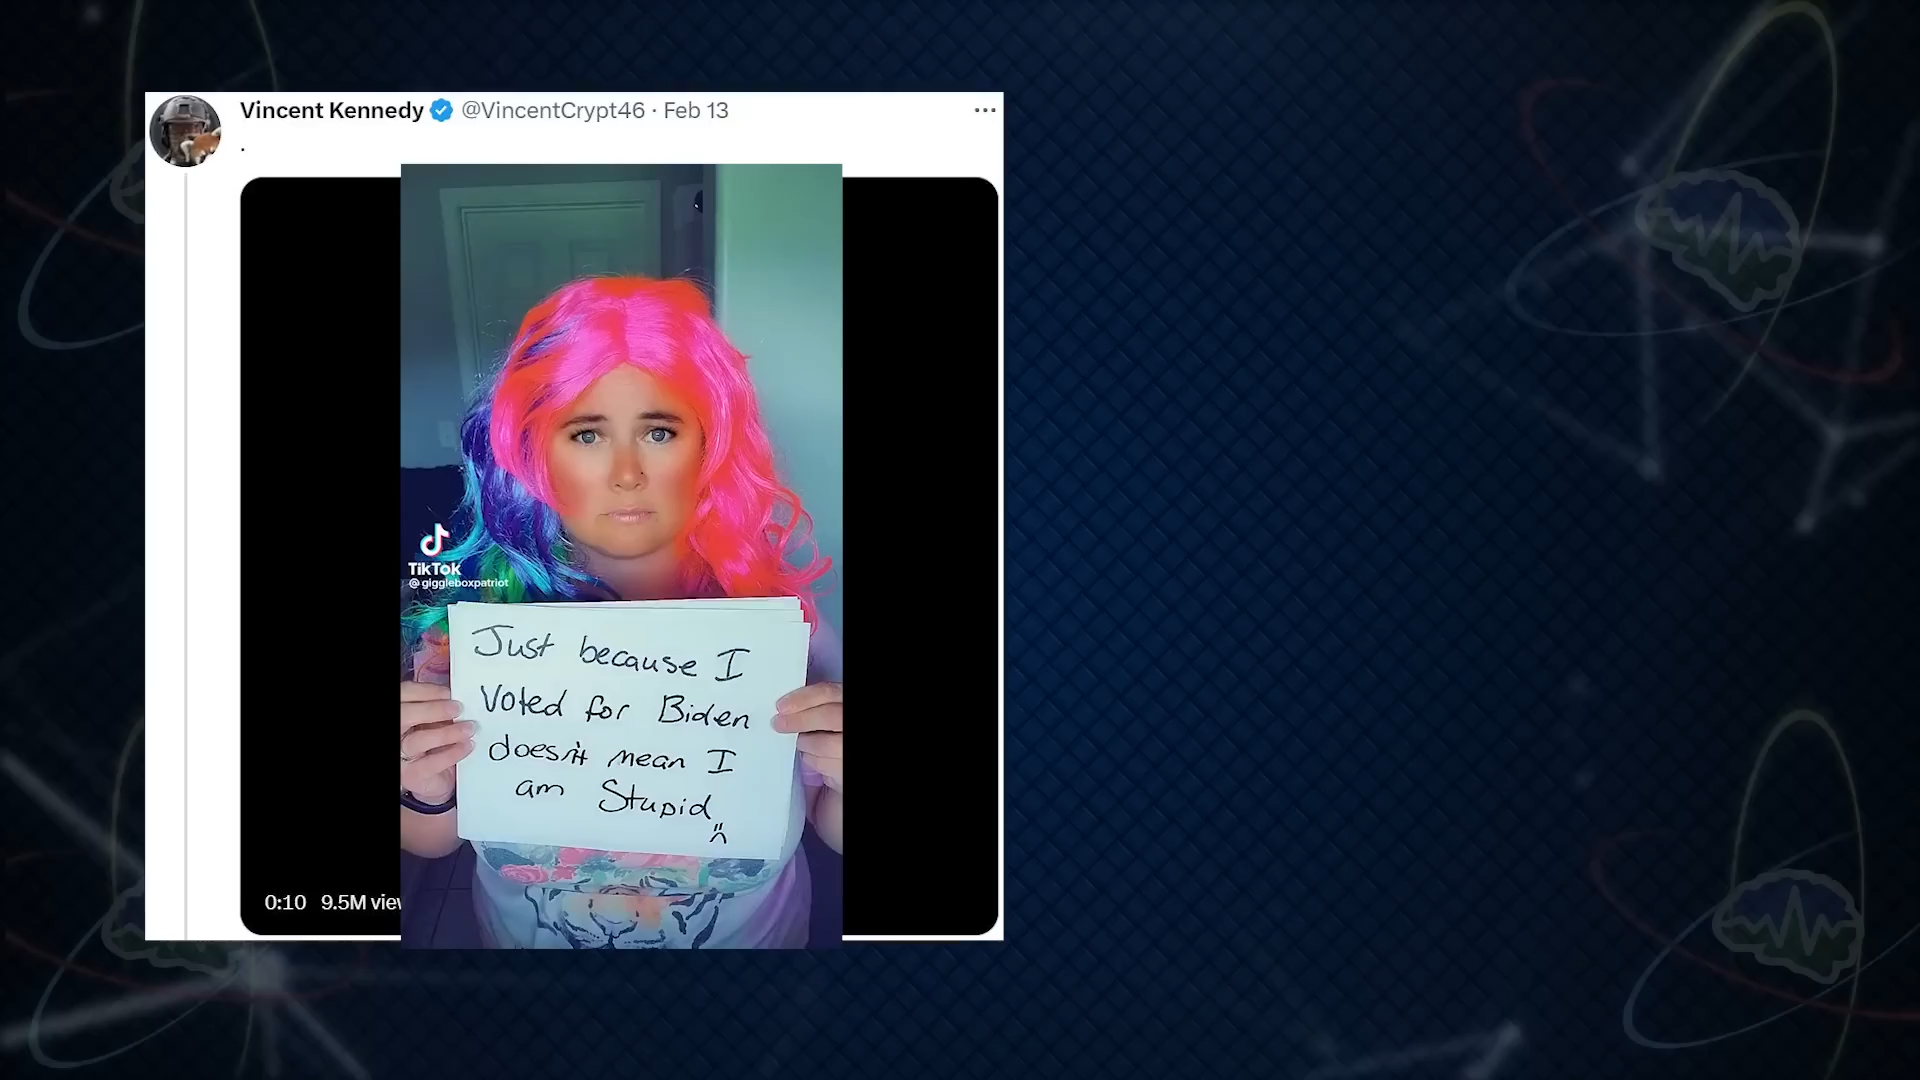 Vincent Kennedy @VincentCrypt46 · Feb 13
.
TikTok
@giggleboxpatriot
Just because I
Voted for Biden
doesn't mean I
am Stupid
0:10 9.5M